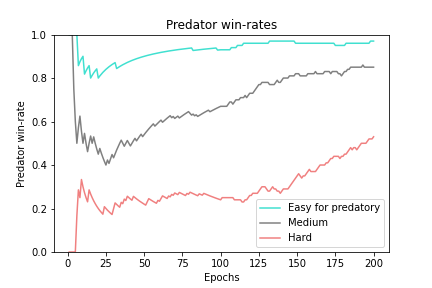 Predator win-rates
Predator win-rate
1.0
0.8
0.6
0.4
0.2
0.0
0 25 50 75 100 125 150 175 200
Epochs
Easy for predatory
Medium
Hard